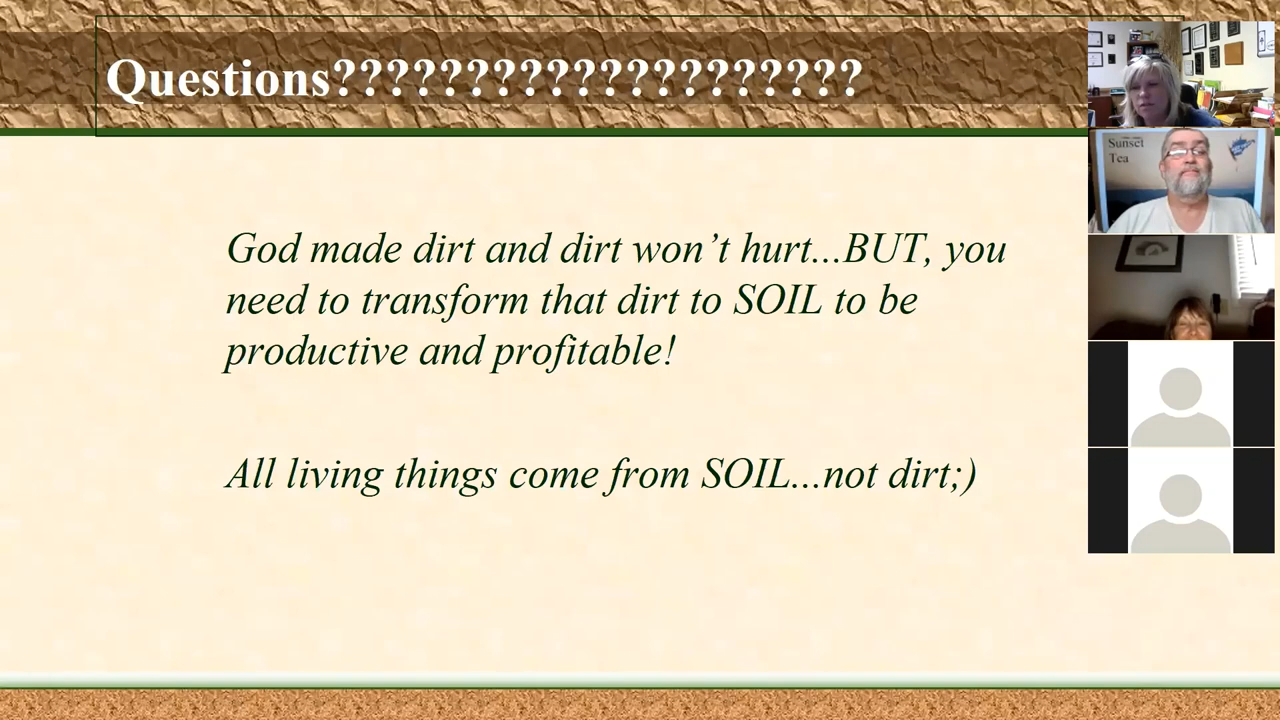 Questions???????????????????
God made dirt and dirt won’t hurt...BUT, you
need to transform that dirt to SOIL to be
productive and profitable!
All living things come from SOIL...not dirt;)
Sunset
Tea